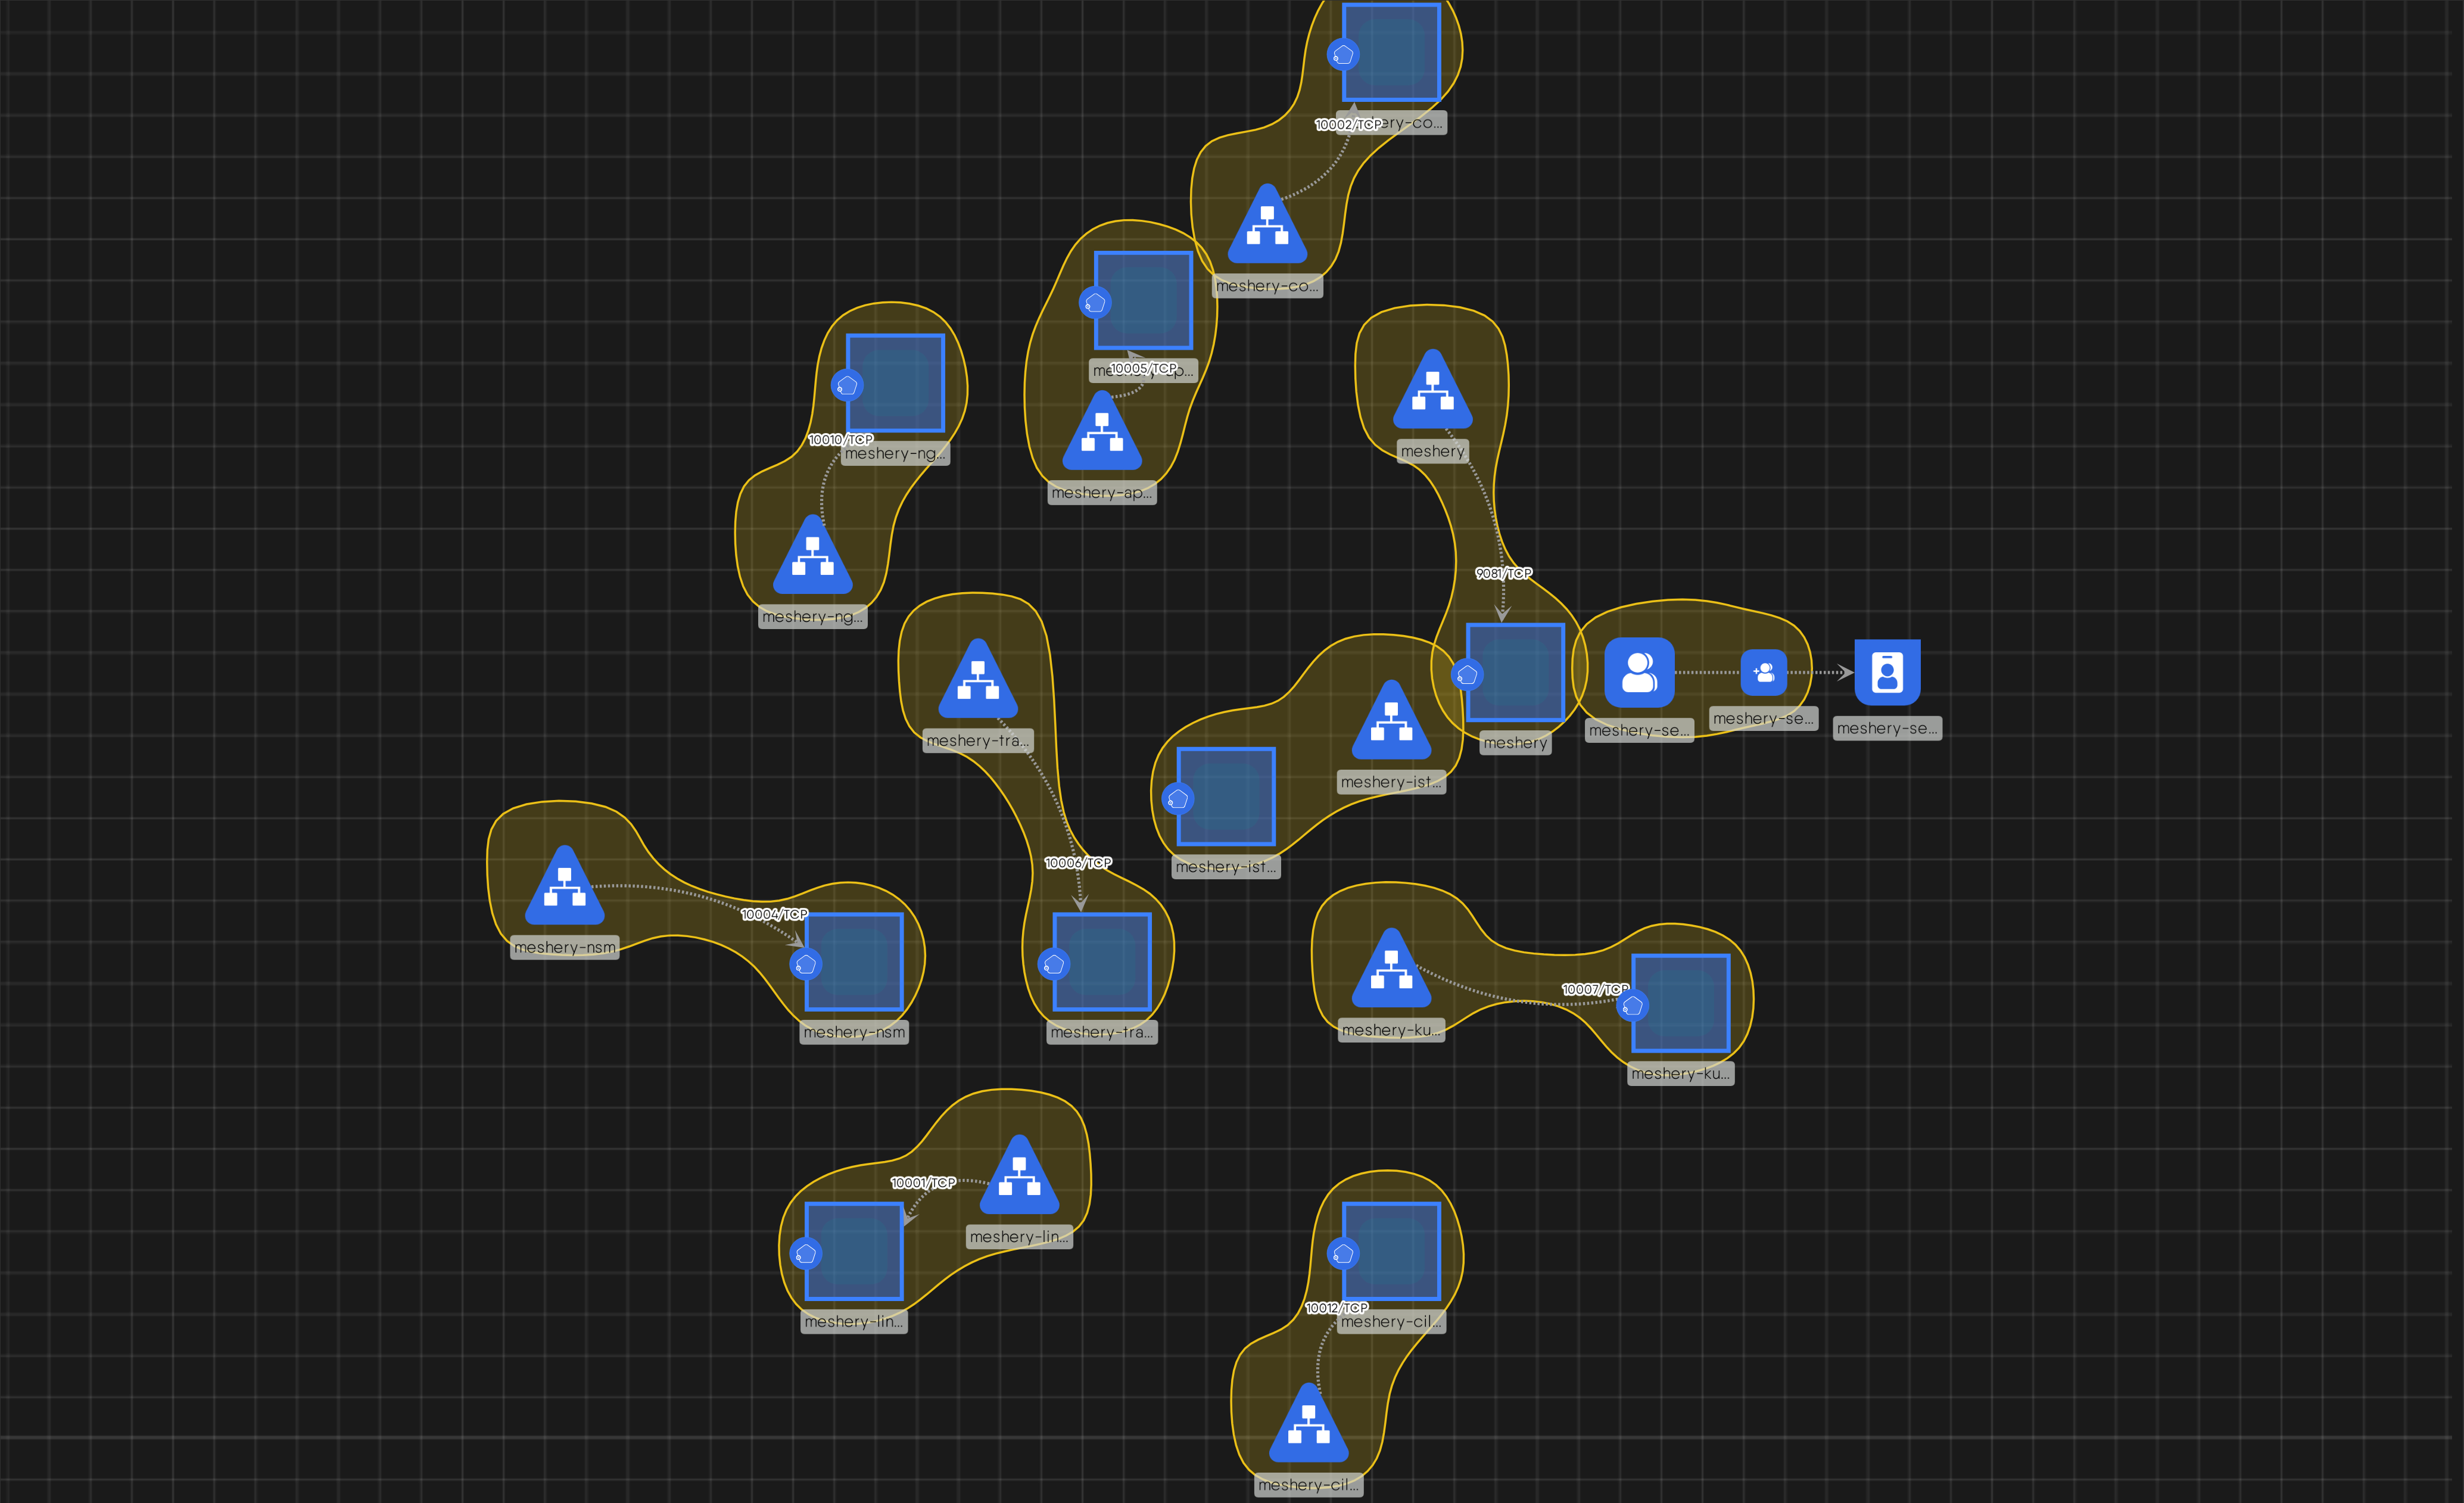 10002/TCP
ery-co...
meshery-co...
10005/TCP
meshery-ap...
10010/TCP
meshery-ng...
meshery-ng...
meshery
9081/TCP
meshery
meshery-se...
meshery-se...
meshery-se...
meshery-tra...
meshery-ist...
meshery-ist...
10006/TCP
10004/TCP
meshery-nsm
meshery-nsm
meshery-tra...
10007/TCP
meshery-ku...
meshery-ku...
10001/TCP
meshery-lin...
meshery-lin...
10012/TCP
meshery-cil...
meshery-cil...